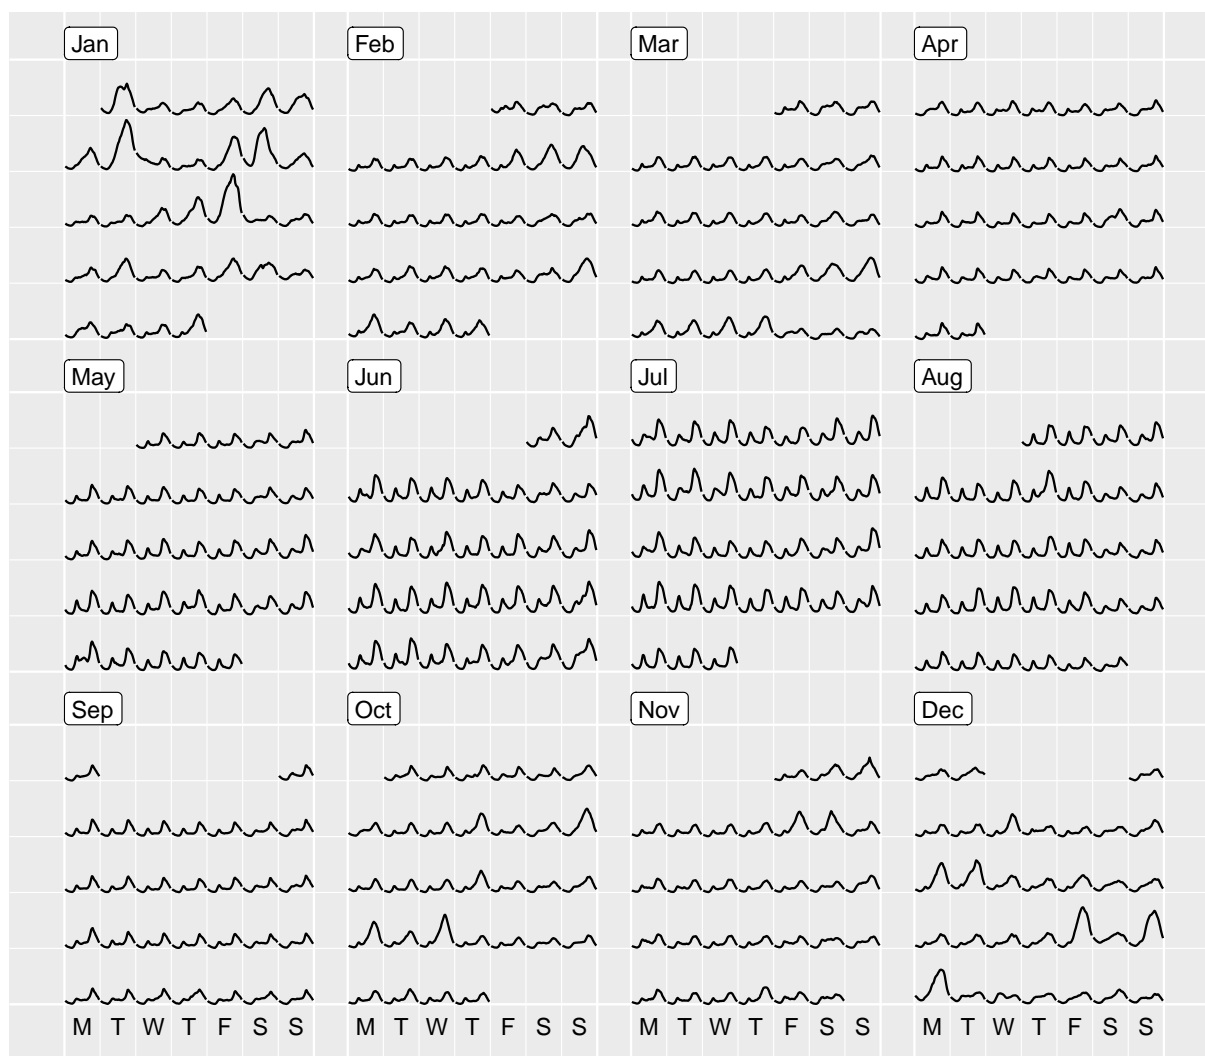 Jan Feb Mar Apr
May Jun Jul Aug
Sep Oct Nov Dec
M T W T F S S M T W T F S S M T W T F S S M T W T F S S